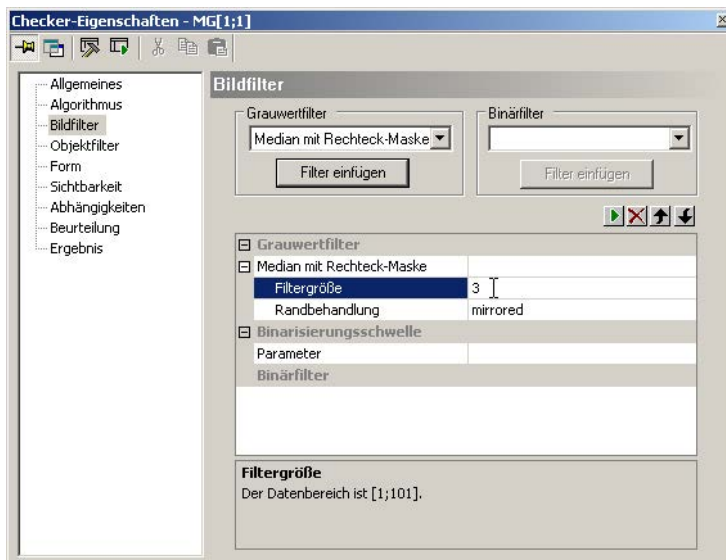 Checker-Eigenschaften - MG[1;1]
Allgemeines
Algorithmus
Bildfilter
Objektfilter
Form
Sichtbarkeit
Abhängigkeiten
Beurteilung
Ergebnis
Bildfilter
Grauwertfilter
Median mit Rechteck-Maske
Filter einfügen
Binärfilter
Filter einfügen
Grauwertfilter
Median mit Rechteck-Maske
Filtergröße 3
Randbehandlung mirrored
Binarisierungsschwelle
Parameter
Binärfilter
Filtergröße
Der Datenbereich ist [1;101].